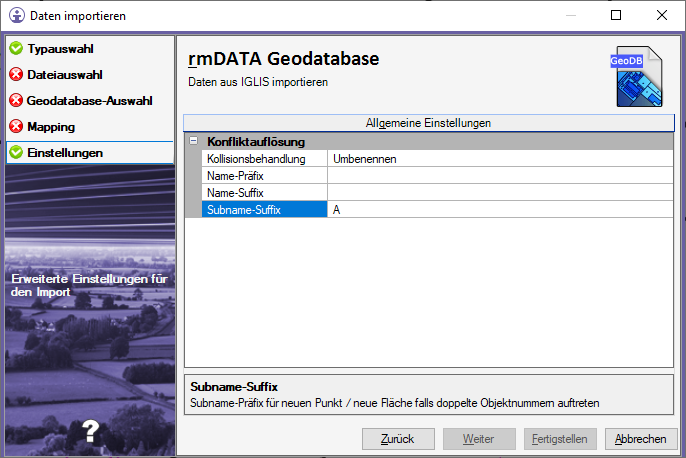 Daten importieren
Typauswahl
Dateiauswahl
Geodatabase-Auswahl
Mapping
Einstellungen
Erweiterte Einstellungen für
den Import
?
rmDATA Geodatabase
Daten aus IGLIS importieren
GeoDB
Allgemeine Einstellungen
Konfliktauflösung
Kollisionsbehandlung Umbenennen
Name-Präfix
Name-Suffix
Subname-Suffix A
Subname-Suffix
Subname-Präfix für neuen Punkt / neue Fläche falls doppelte Objektnummern auftreten
Zurück Weiter Fertigstellen Abbrechen